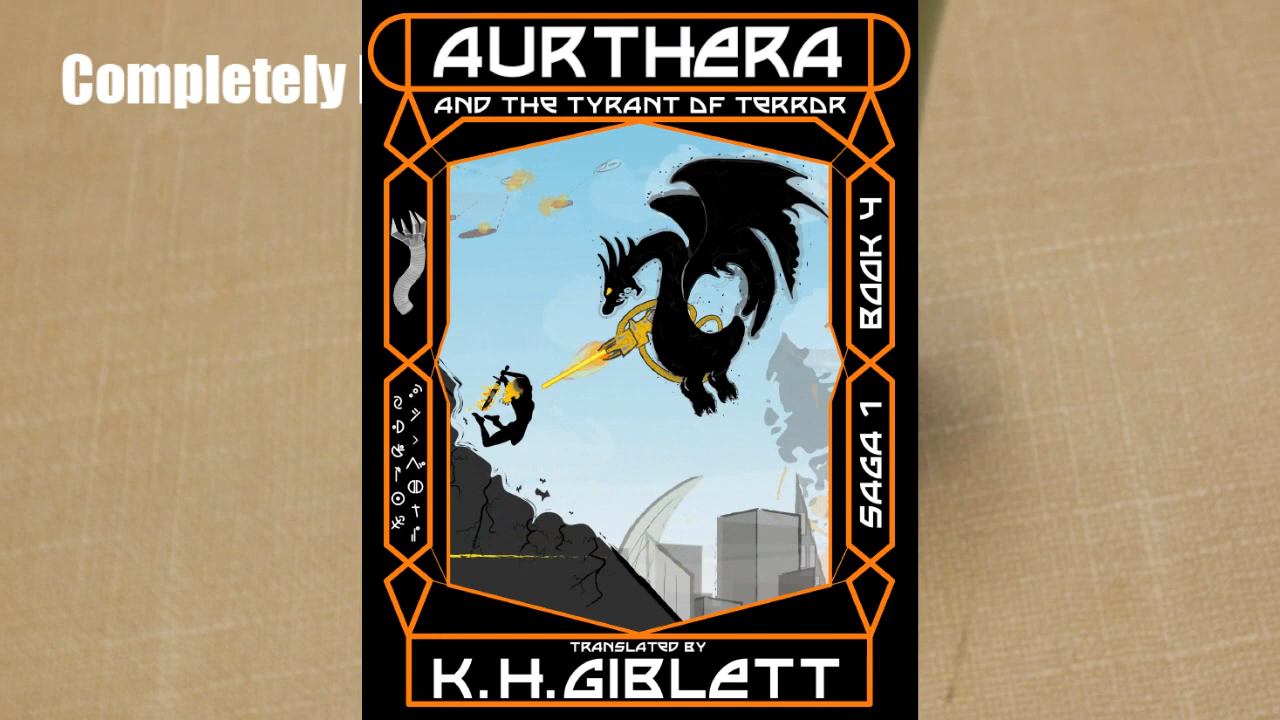 Completely
AURTHERA
AND THE TYRANT OF TERROR
BOOK 4
SAGA 1
TRANSLATED BY
K.H.GIBLETT